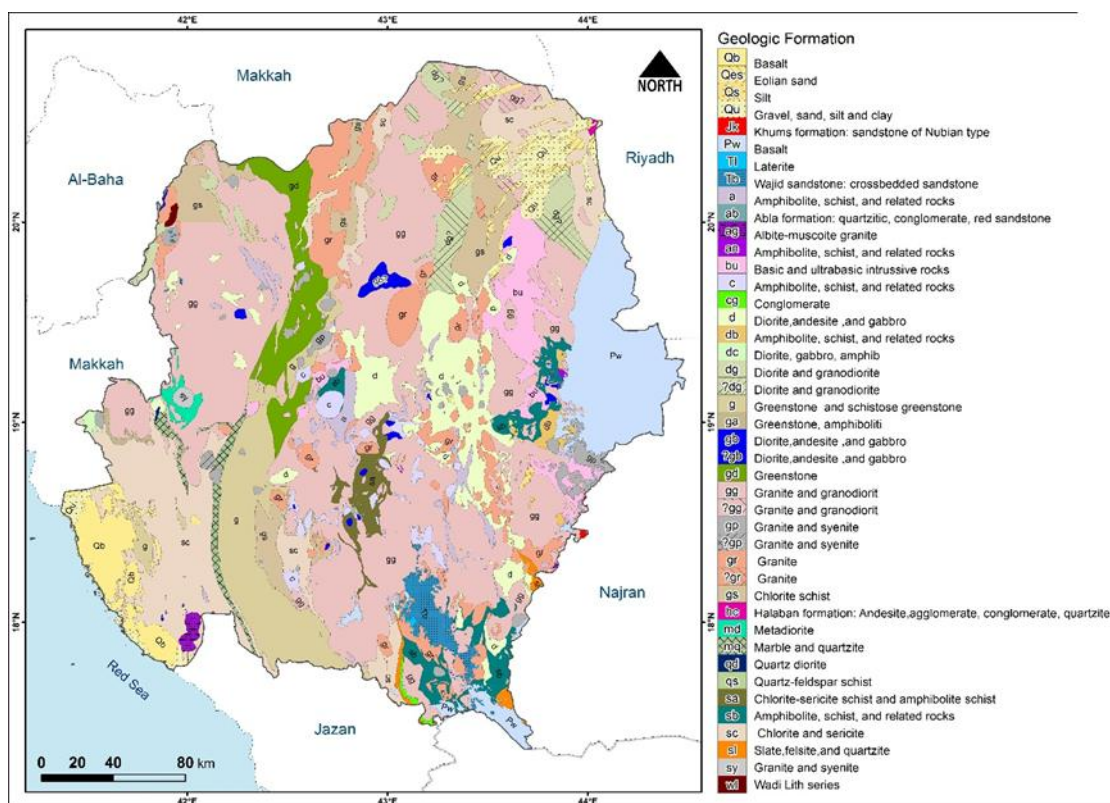 42°E 43°E 44°E
Makkah
NORTH
Riyadh
Al-Baha
20°N 20°N
Makkah
19°N 19°N
18°N 18°N
Najran
Red Sea
Jazan
0 20 40 80 km
42°E 43°E 44°E
Geologic Formation
Qb Basalt
Qes Eolian sand
Qs Silt
Qu Gravel, sand, silt and clay
Jk Khums formation: sandstone of Nubian type
Pw Basalt
Tl Laterite
Tb Wajid sandstone: crossbedded sandstone
a Amphibolite, schist, and related rocks
ab Abla formation: quartzitic, conglomerate, red sandstone
ag Albite-muscoite granite
an Amphibolite, schist, and related rocks
bu Basic and ultrabasic intrussive rocks
c Amphibolite, schist, and related rocks
cg Conglomerate
d Diorite,andesite ,and gabbro
db Amphibolite, schist, and related rocks
dc Diorite, gabbro, amphib
dg Diorite and granodiorite
?dg Diorite and granodiorite
g Greenstone and schistose greenstone
ga Greenstone, amphiboliti
gb Diorite,andesite ,and gabbro
?gb Diorite,andesite ,and gabbro
gd Greenstone
gg Granite and granodiorit
?gg Granite and granodiorit
gp Granite and syenite
?gp Granite and syenite
gr Granite
?gr Granite
gs Chlorite schist
hc Halaban formation: Andesite,agglomerate, conglomerate, quartzite
md Metadiorite
mq Marble and quartzite
qd Quartz diorite
qs Quartz-feldspar schist
sa Chlorite-sericite schist and amphibolite schist
sb Amphibolite, schist, and related rocks
sc Chlorite and sericite
sl Slate,felsite,and quartzite
sy Granite and syenite
wl Wadi Lith series